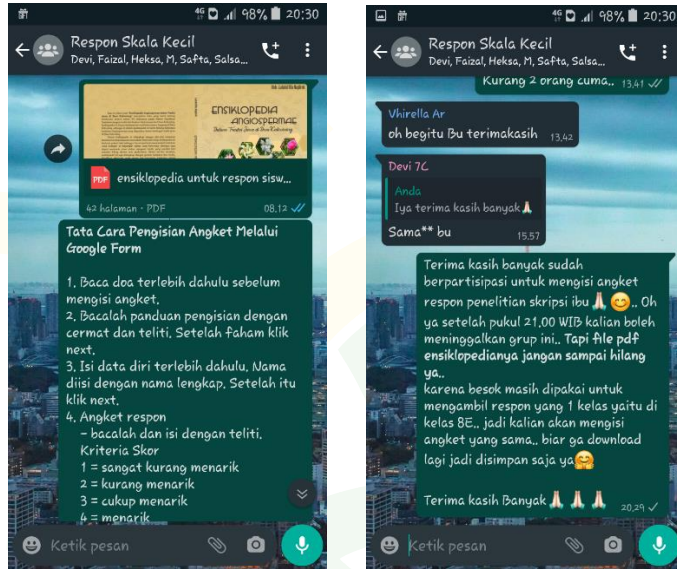 4G 98% 20:30
Respon Skala Kecil
Devi, Faizal, Heksa, M, Safta, Salsa...
ENSIKLOPEDIA
ANGIOSPERMAE
PDF
ensiklopedia untuk respon sisw...
42 halaman • PDF
08.12
Tata Cara Pengisian Angket Melalui
Google Form
1. Baca doa terlebih dahulu sebelum
mengisi angket.
2. Bacalah panduan pengisian dengan
cermat dan teliti. Setelah faham klik
next.
3. Isi data diri terlebih dahulu. Nama
diisi dengan nama lengkap. Setelah itu
klik next.
4. Angket respon
– bacalah dan isi dengan teliti.
Kriteria Skor
1 = sangat kurang menarik
2 = kurang menarik
3 = cukup menarik
4 = menarik
Ketik pesan
4G 98% 20:30
Respon Skala Kecil
Devi, Faizal, Heksa, M, Safta, Salsa...
Kurang 2 orang cuma.. 13.41
Vhirella Ar
oh begitu Bu terimakasih 13.42
Devi 7C
Anda
Iya terima kasih banyak🙏🏻
Sama** bu
15.57
Terima kasih banyak sudah
berpartisipasi untuk mengisi angket
respon penelitian skripsi ibu🙏🏻😊.. Oh
ya setelah pukul 21.00 WIB kalian boleh
meninggalkan grup ini.. Tapi file pdf
ensiklopedianya jangan sampai hilang
ya..
karena besok masih dipakai untuk
mengambil respon yang 1 kelas yaitu di
kelas 8E.. jadi kalian akan mengisi
angket yang sama.. biar ga download
lagi jadi disimpan saja ya🤗
Terima kasih Banyak 🙏🏻🙏🏻🙏🏻
20.29
Ketik pesan